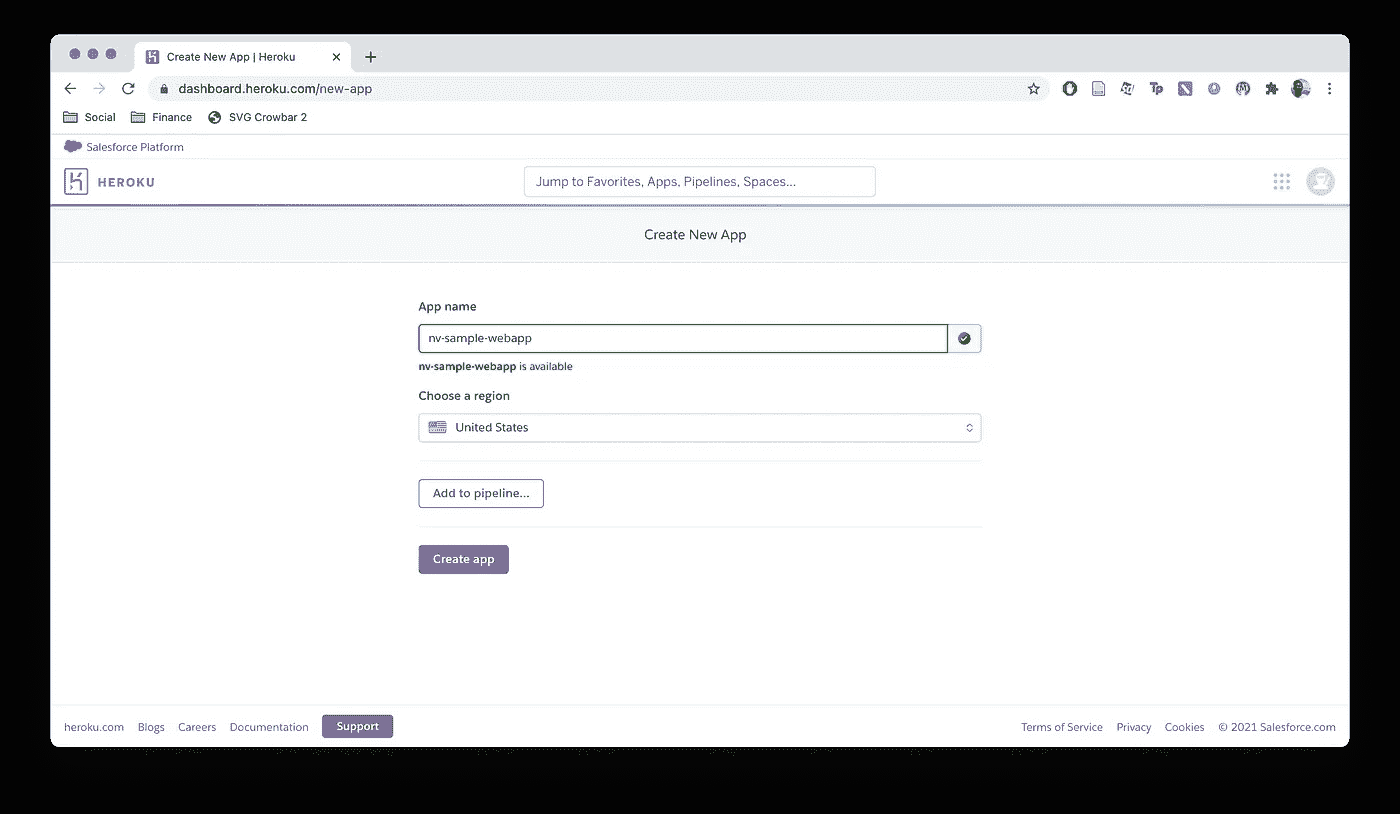 Create New App | Heroku
dashboard.heroku.com/new-app
Social Finance SVG Crowbar 2
Salesforce Platform
HEROKU
Jump to Favorites, Apps, Pipelines, Spaces...
Create New App
App name
nv-sample-webapp
nv-sample-webapp is available
Choose a region
United States
Add to pipeline...
Create app
heroku.com Blogs Careers Documentation Support Terms of Service Privacy Cookies © 2021 Salesforce.com